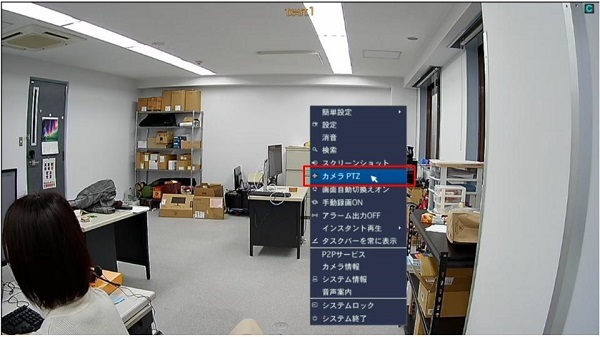 test1
C
簡単設定
設定
消音
検索
スクリーンショット
カメラ PTZ
画面自動切換えオン
手動録画ON
アラーム出力OFF
インスタント再生
タスクバーを常に表示
P2Pサービス
カメラ情報
システム情報
音声案内
システムロック
システム終了